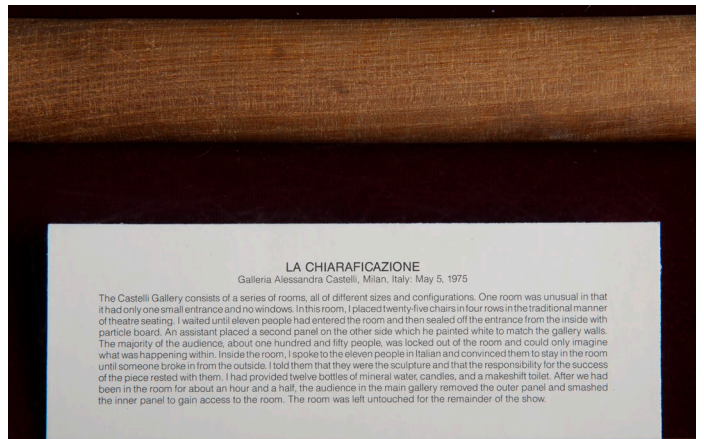 LA CHIARAFICAZIONE
Galleria Alessandra Castelli, Milan, Italy: May 5, 1975
The Castelli Gallery consists of a series of rooms, all of different sizes and configurations. One room was unusual in that
it had only one small entrance and no windows. In this room, I placed twenty-five chairs in four rows in the traditional manner
of theatre seating. I waited until eleven people had entered the room and then sealed off the entrance from the inside with
particle board. An assistant placed a second panel on the other side which he painted white to match the gallery walls.
The majority of the audience, about one hundred and fifty people, was locked out of the room and could only imagine
what was happening within. Inside the room, I spoke to the eleven people in Italian and convinced them to stay in the room
until someone broke in from the outside. I told them that they were the sculpture and that the responsibility for the success
of the piece rested with them. I had provided twelve bottles of mineral water, candles, and a makeshift toilet. After we had
been in the room for about an hour and a half, the audience in the main gallery removed the outer panel and smashed
the inner panel to gain access to the room. The room was left untouched for the remainder of the show.